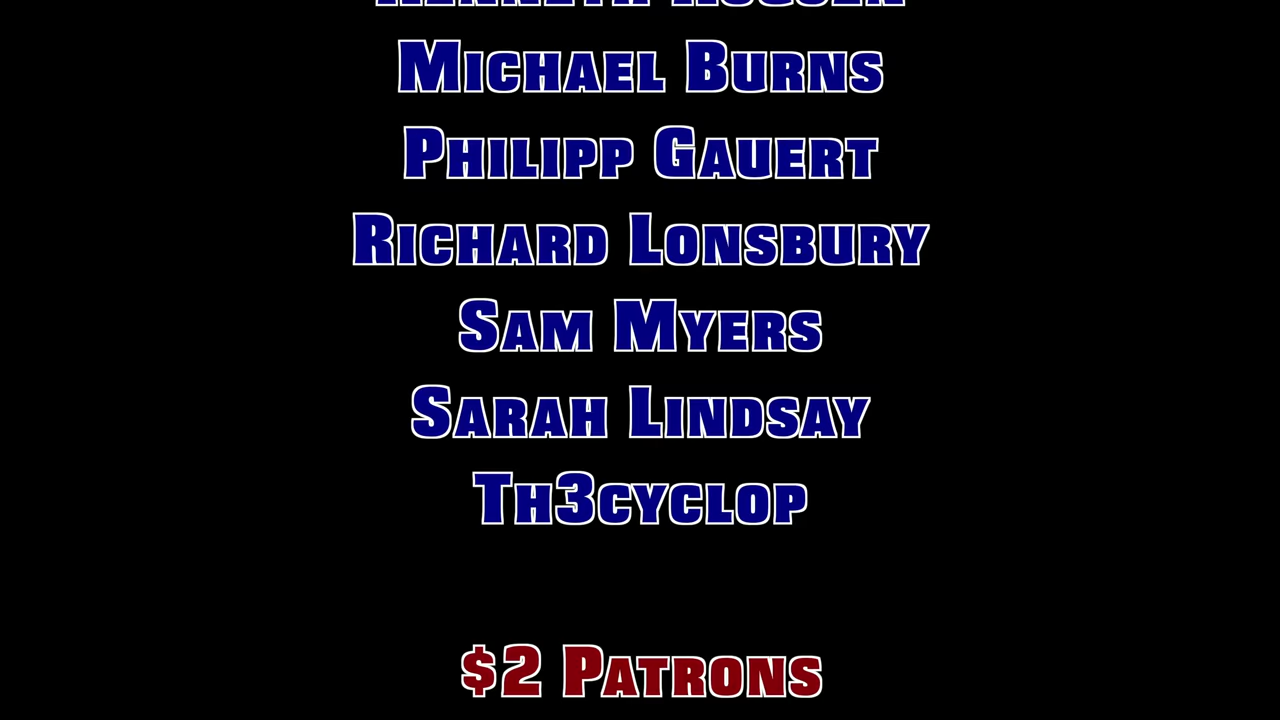 Michael Burns
Philipp Gauert
Richard Lonsbury
Sam Myers
Sarah Lindsay
Th3cyclop
$2 Patrons